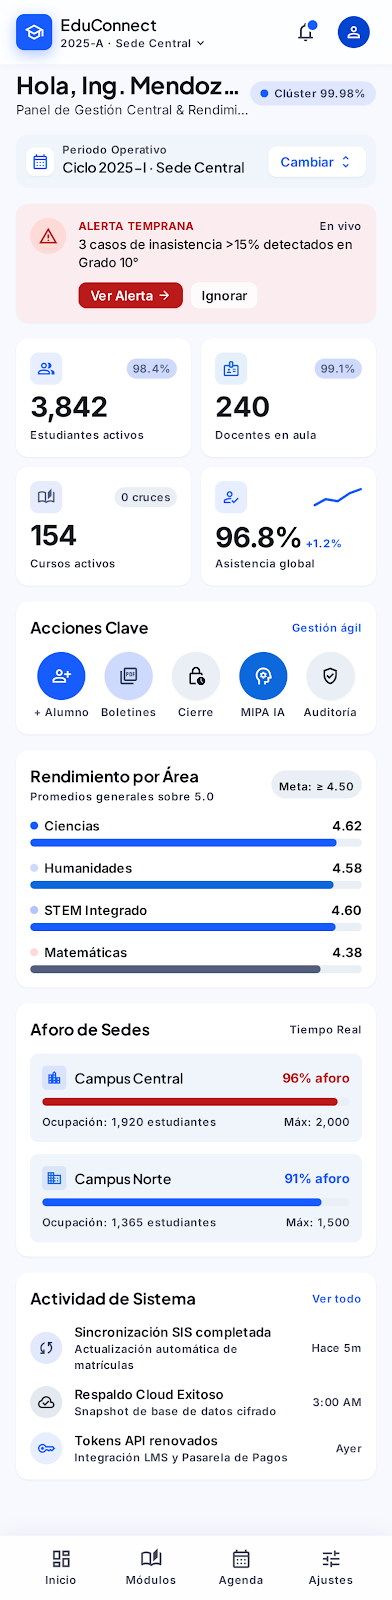 EduConnect
2025-A · Sede Central
Hola, Ing. Mendoz...
Clúster 99.98%
Panel de Gestión Central & Rendimi...
Periodo Operativo
Ciclo 2025-I · Sede Central
Cambiar
ALERTA TEMPRANA
En vivo
3 casos de inasistencia >15% detectados en
Grado 10°
Ver Alerta →
Ignorar
98.4%
3,842
Estudiantes activos
99.1%
240
Docentes en aula
0 cruces
154
Cursos activos
96.8% +1.2%
Asistencia global
Acciones Clave
Gestión ágil
+ Alumno
PDF
Boletines
Cierre
MIPA IA
Auditoría
Rendimiento por Área
Promedios generales sobre 5.0
Meta: ≥ 4.50
Ciencias 4.62
Humanidades 4.58
STEM Integrado 4.60
Matemáticas 4.38
Aforo de Sedes
Tiempo Real
Campus Central
96% aforo
Ocupación: 1,920 estudiantes
Máx: 2,000
Campus Norte
91% aforo
Ocupación: 1,365 estudiantes
Máx: 1,500
Actividad de Sistema
Ver todo
Sincronización SIS completada
Actualización automática de
matrículas
Hace 5m
Respaldo Cloud Exitoso
Snapshot de base de datos cifrado
3:00 AM
Tokens API renovados
Integración LMS y Pasarela de Pagos
Ayer
Inicio
Módulos
Agenda
Ajustes